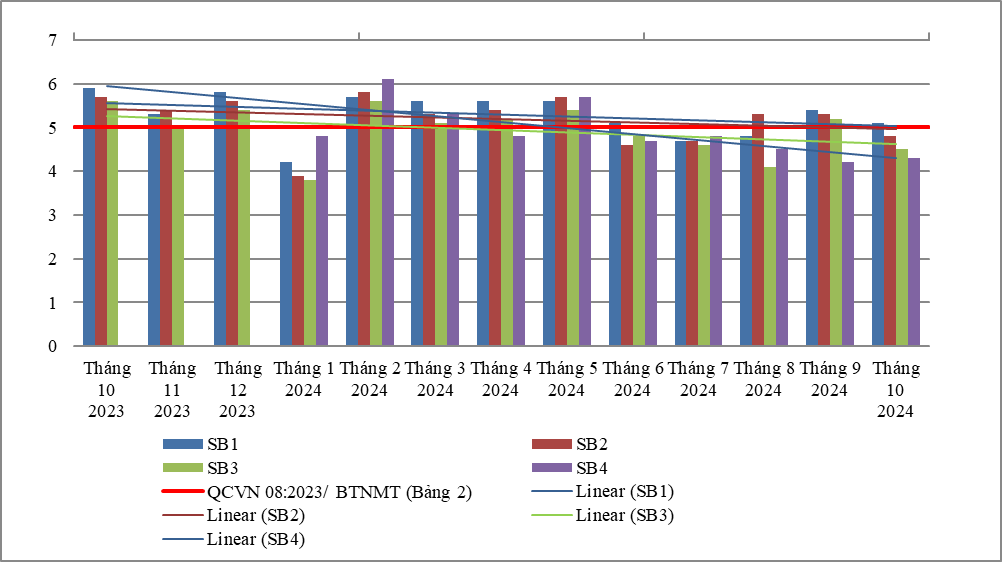 7
6
5
4
3
2
1
0
Tháng 10 2023
Tháng 11 2023
Tháng 12 2023
Tháng 1 2024
Tháng 2 2024
Tháng 3 2024
Tháng 4 2024
Tháng 5 2024
Tháng 6 2024
Tháng 7 2024
Tháng 8 2024
Tháng 9 2024
Tháng 10 2024
SB1
SB2
SB3
SB4
QCVN 08:2023/ BTNMT (Bảng 2)
Linear (SB1)
Linear (SB2)
Linear (SB3)
Linear (SB4)